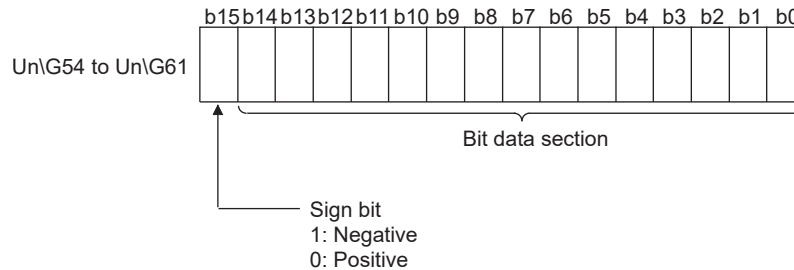 b15 b14 b13 b12 b11 b10 b9 b8 b7 b6 b5 b4 b3 b2 b1 b0
Un\G54 to Un\G61
Bit data section
Sign bit
1: Negative
0: Positive